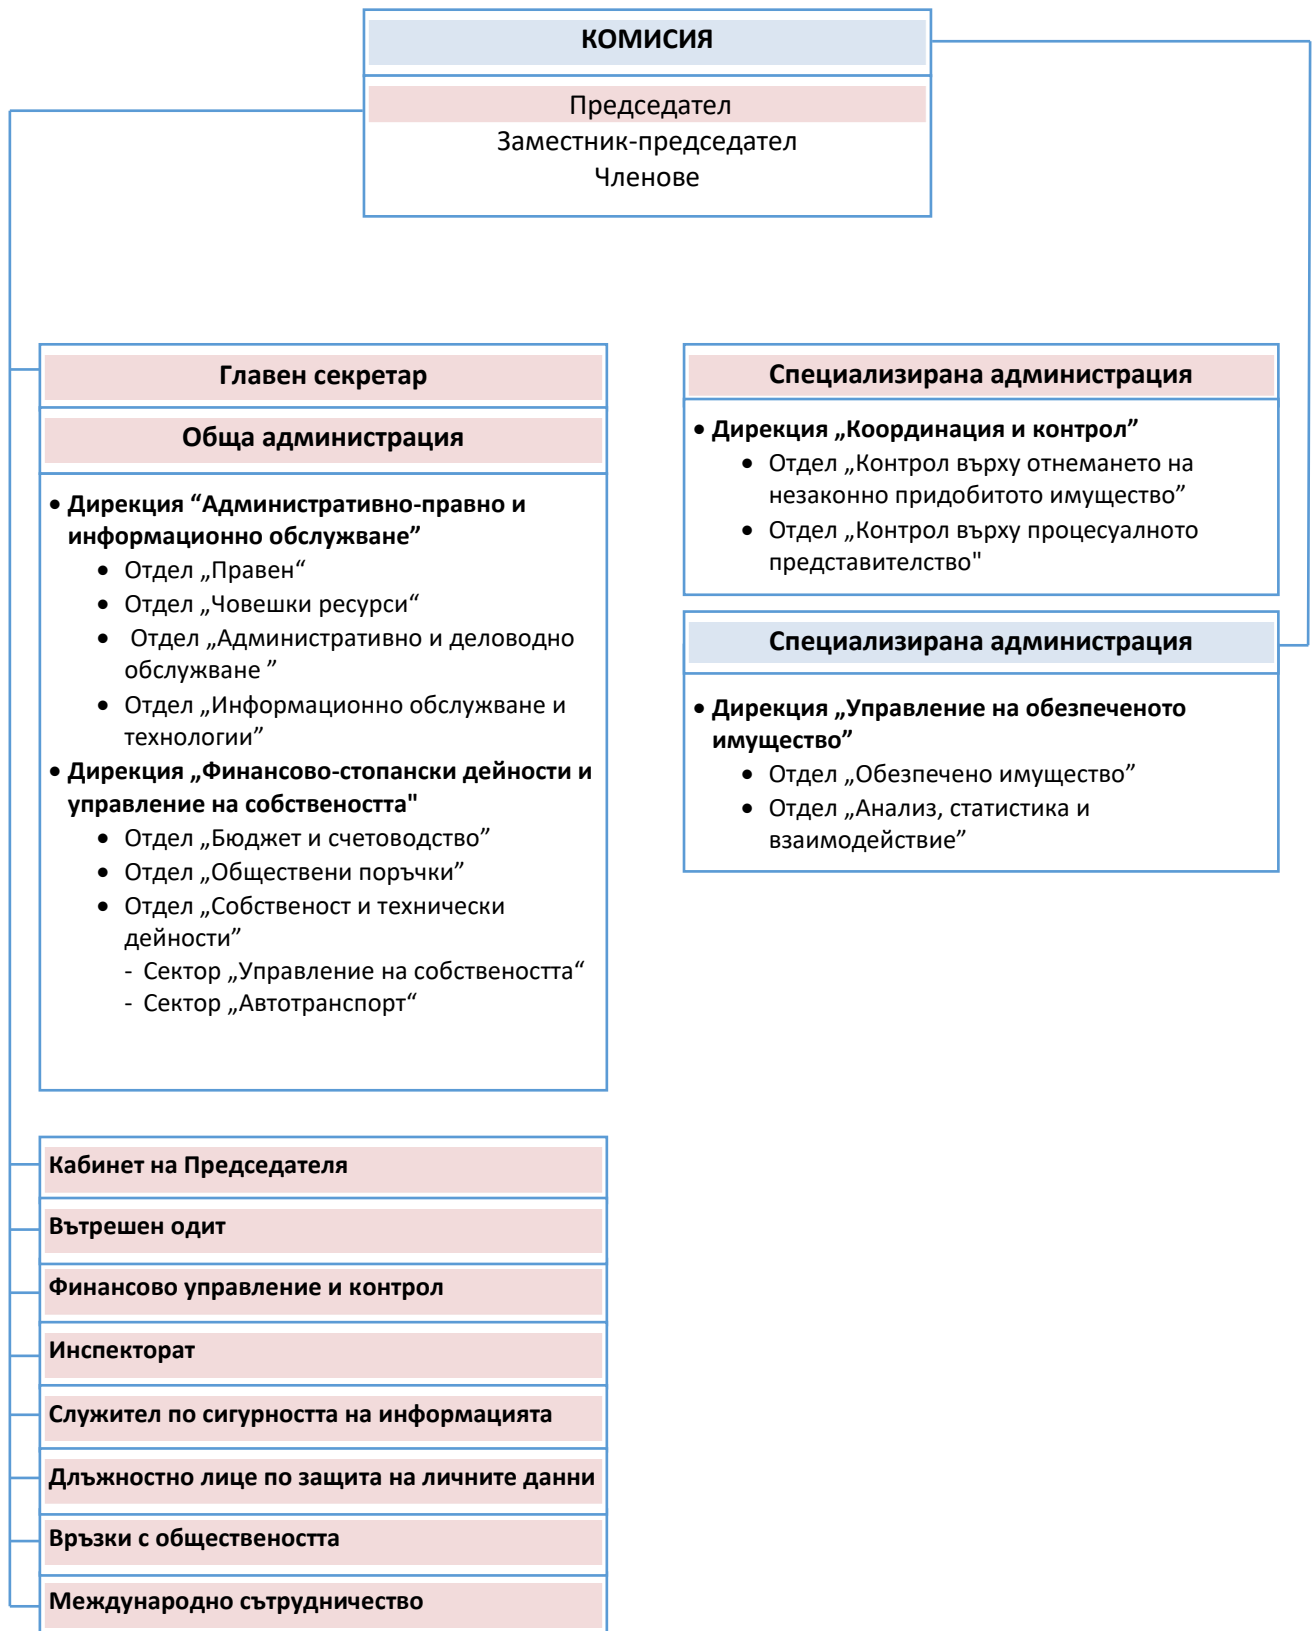 КОМИСИЯ
Председател
Заместник-председател
Членове
Главен секретар
Обща администрация
• Дирекция “Административно-правно и
информационно обслужване”
• Отдел „Правен“
• Отдел „Човешки ресурси“
• Отдел „Административно и деловодно
обслужване ”
• Отдел „Информационно обслужване и
технологии”
• Дирекция „Финансово-стопански дейности и
управление на собствеността"
• Отдел „Бюджет и счетоводство”
• Отдел „Обществени поръчки”
• Отдел „Собственост и технически
дейности”
- Сектор „Управление на собствеността“
- Сектор „Автотранспорт“
Специализирана администрация
• Дирекция „Координация и контрол”
• Отдел „Контрол върху отнемането на
незаконно придобитото имущество”
• Отдел „Контрол върху процесуалното
представителство"
Специализирана администрация
• Дирекция „Управление на обезпеченото
имущество”
• Отдел „Обезпечено имущество”
• Отдел „Анализ, статистика и
взаимодействие”
Кабинет на Председателя
Вътрешен одит
Финансово управление и контрол
Инспекторат
Служител по сигурността на информацията
Длъжностно лице по защита на личните данни
Връзки с обществеността
Международно сътрудничество